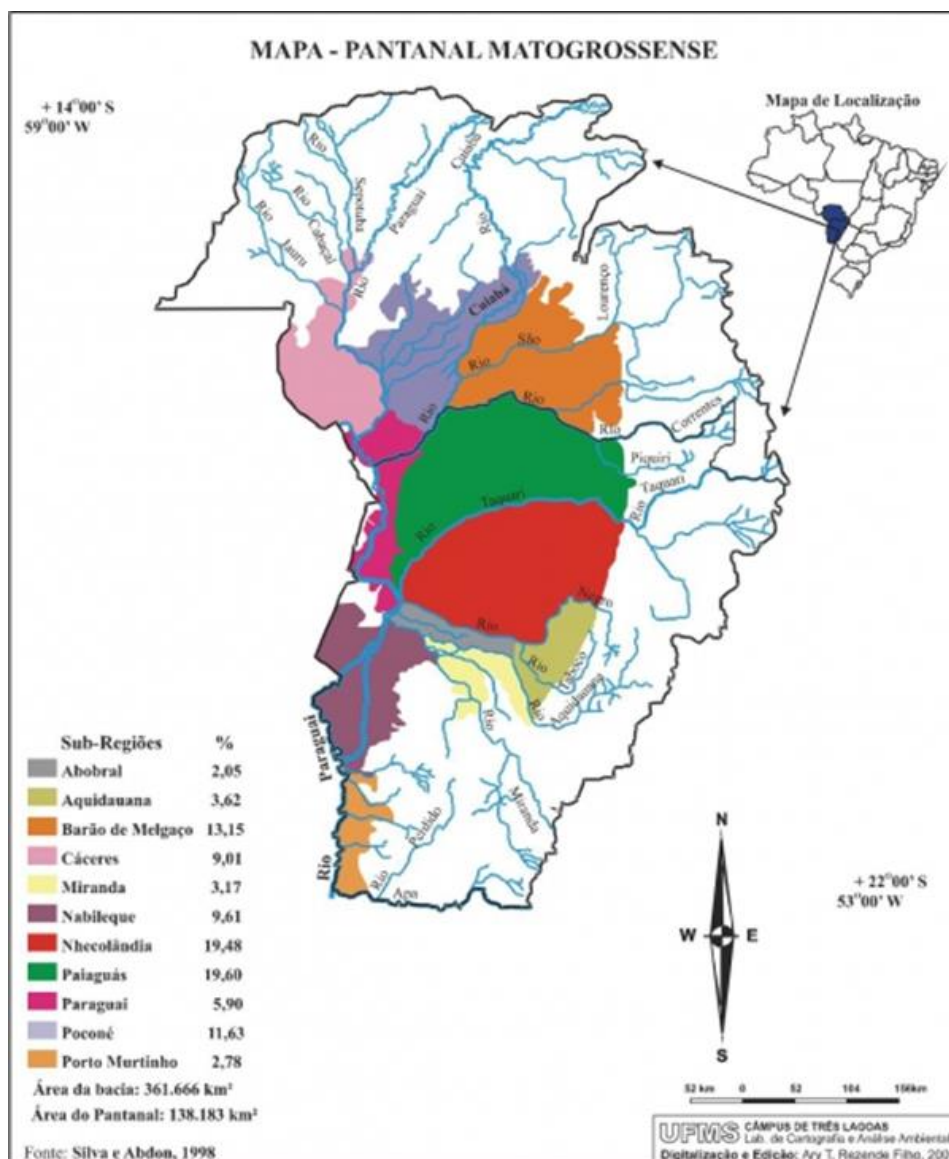 MAPA - PANTANAL MATOGROSSENSE
+ 14°00' S
59°00' W
Mapa de Localização
Rio
Sepotuba
Rio
Cabaçal
Rio
Jauru
Rio
Paraguai
Cuiabá
Rio
Cuiabá
Rio
Lourenço
São
Rio
Rio
Rio
Correntes
Piquiri
Taquari
Rio
Taquari
Rio
Negro
Rio
Rio
Taboco
Aquidauana
Rio
Rio
Miranda
Paraguai
Rio
Perdido
Rio
Apa
Sub-Regiões %
Abobral 2,05
Aquidauana 3,62
Barão de Melgaço 13,15
Cáceres 9,01
Miranda 3,17
Nabileque 9,61
Nhecolândia 19,48
Paiaguás 19,60
Paraguai 5,90
Poconé 11,63
Porto Murtinho 2,78
Área da bacia: 361.666 km²
Área do Pantanal: 138.183 km²
Fonte: Silva e Abdon, 1998
+ 22°00' S
53°00' W
N
W E
S
52 km 0 52 104 156km
UFMS CÂMPUS DE TRÊS LAGOAS
Lab. de Cartografia e Análise Ambiental
Digitalização e Edição: Ary T. Rezende Filho,